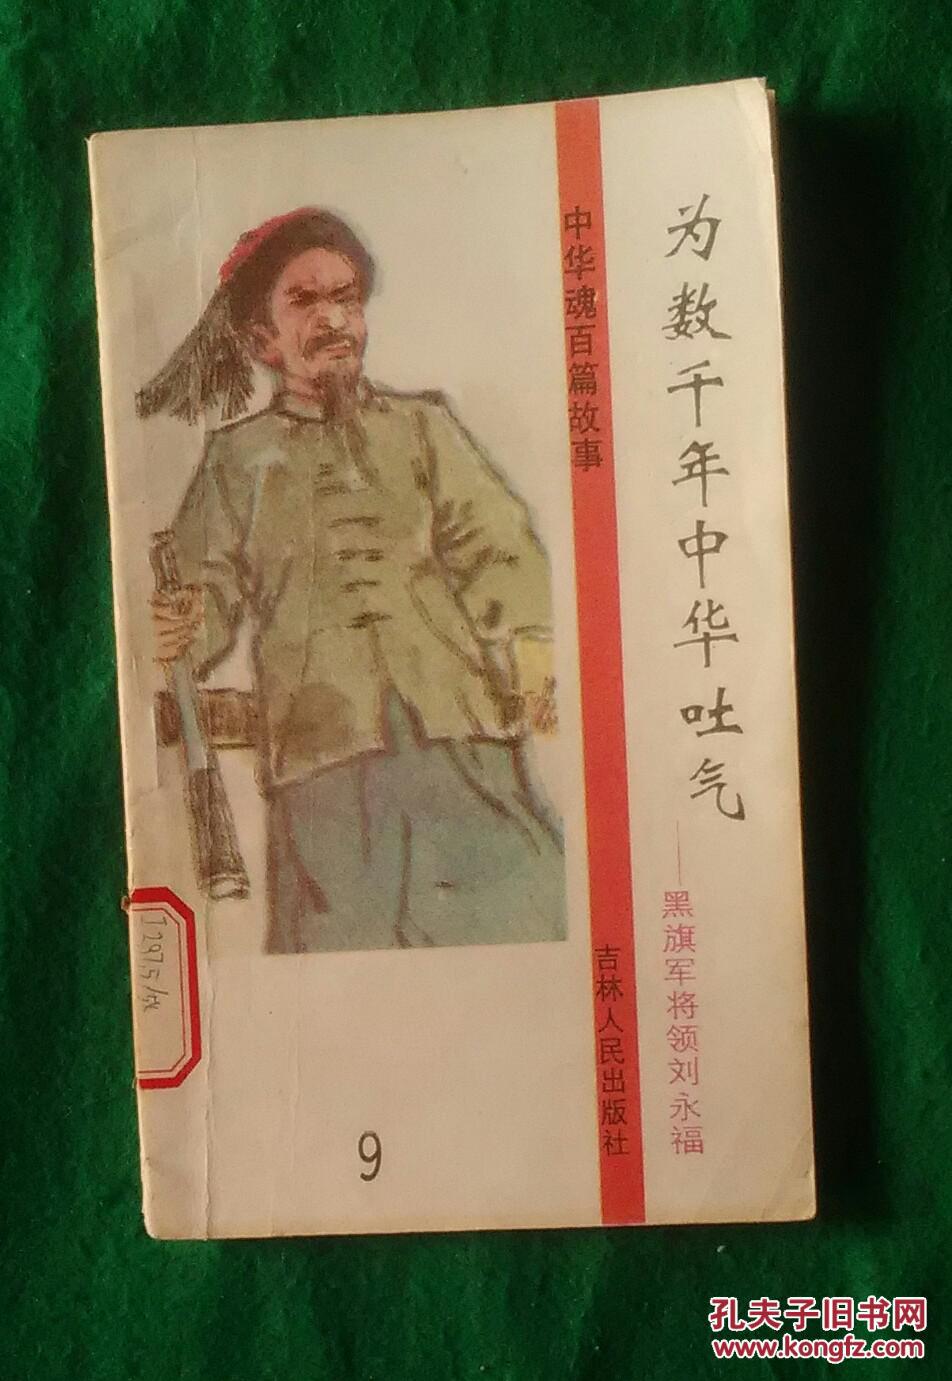 为数千年中华吐气
——黑旗军将领刘永福
中华魂百篇故事
吉林人民出版社
9
孔夫子旧书网
www.kongfz.com